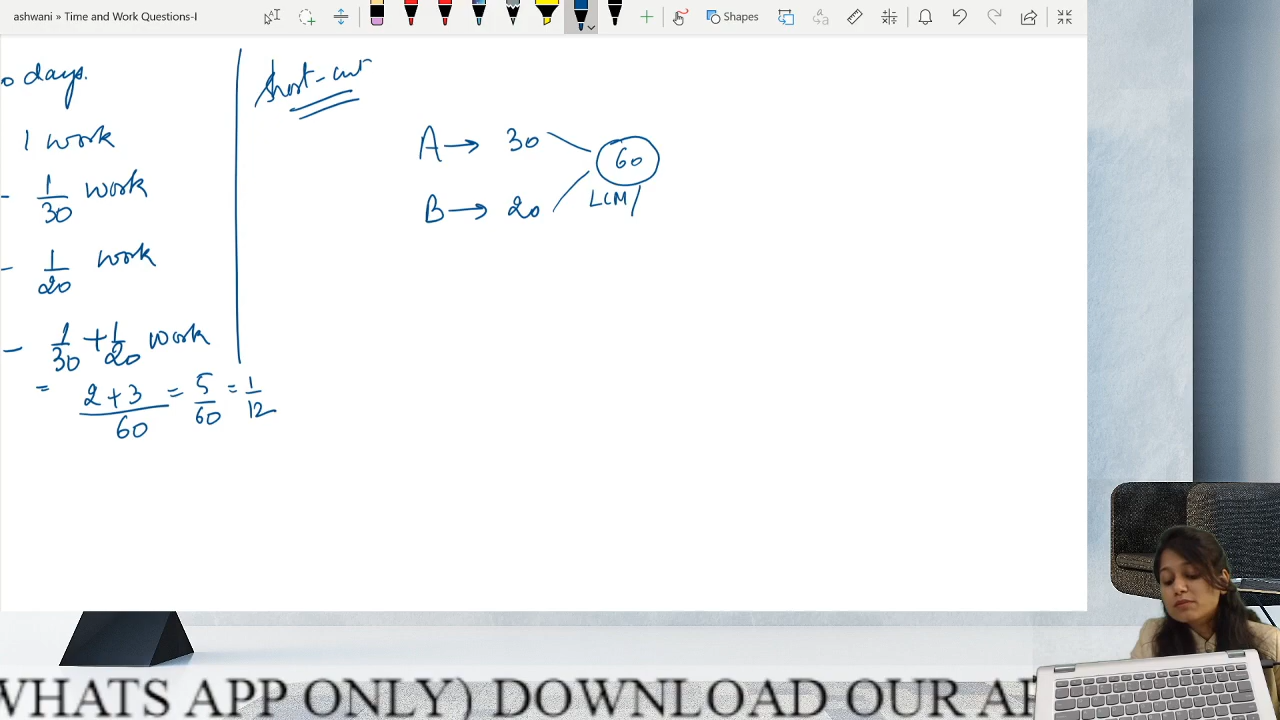 ashwani » Time and Work Questions-I
Shapes
0 days.
1 work
- 1/30 work
- 1/20 work
- 1/30 + 1/20 work
= 2+3/60 = 5/60 = 1/12
Short-cut
A → 30
60
B → 20
LCM
WHATS APP ONLY) DOWNLOAD OUR AP